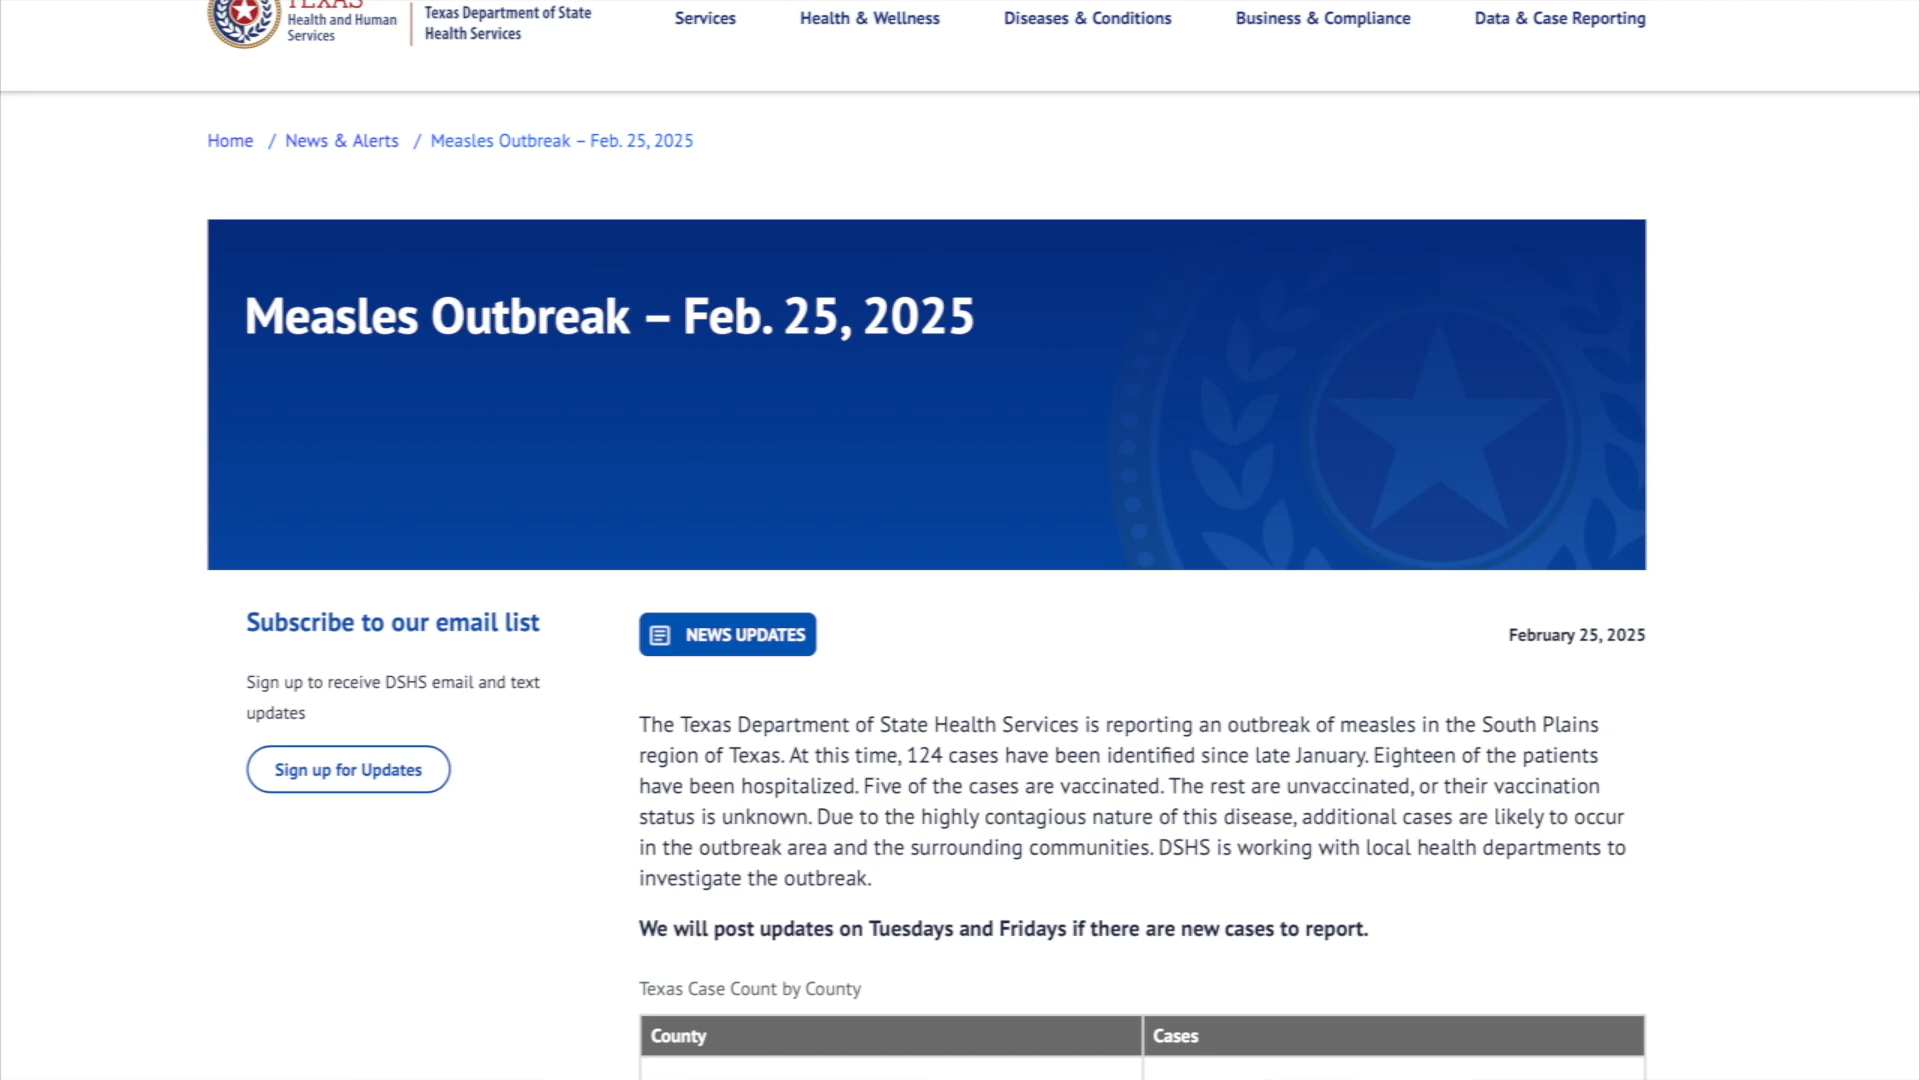 TEXAS
Health and Human
Services
Texas Department of State
Health Services
Services
Health & Wellness
Diseases & Conditions
Business & Compliance
Data & Case Reporting
Home / News & Alerts / Measles Outbreak – Feb. 25, 2025
Measles Outbreak – Feb. 25, 2025
Subscribe to our email list
Sign up to receive DSHS email and text
updates
Sign up for Updates
NEWS UPDATES
February 25, 2025
The Texas Department of State Health Services is reporting an outbreak of measles in the South Plains
region of Texas. At this time, 124 cases have been identified since late January. Eighteen of the patients
have been hospitalized. Five of the cases are vaccinated. The rest are unvaccinated, or their vaccination
status is unknown. Due to the highly contagious nature of this disease, additional cases are likely to occur
in the outbreak area and the surrounding communities. DSHS is working with local health departments to
investigate the outbreak.
We will post updates on Tuesdays and Fridays if there are new cases to report.
Texas Case Count by County
County
Cases